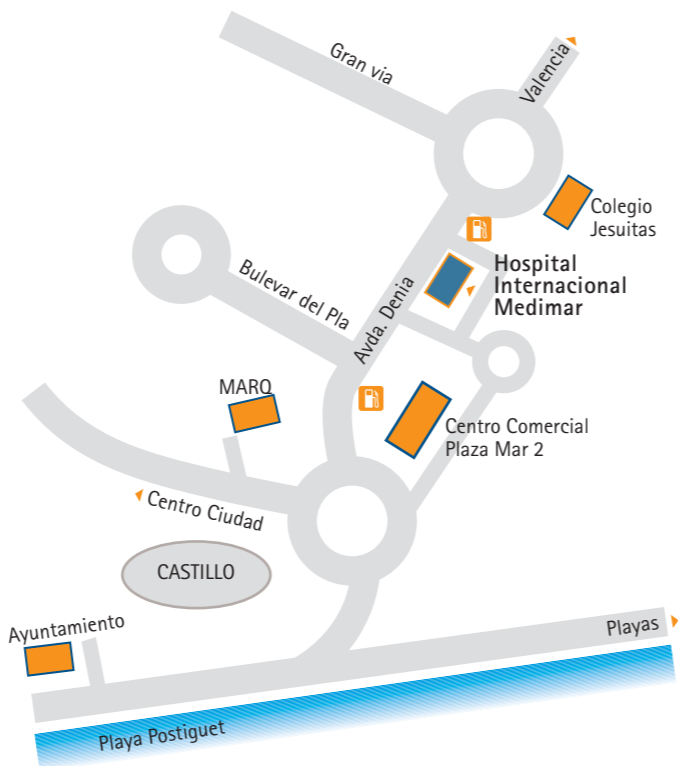 Gran via
Valencia
Colegio
Jesuitas
Hospital
Internacional
Medimar
Bulevar del Pla
Avda. Denia
MARQ
Centro Comercial
Plaza Mar 2
Centro Ciudad
CASTILLO
Ayuntamiento
Playas
Playa Postiguet